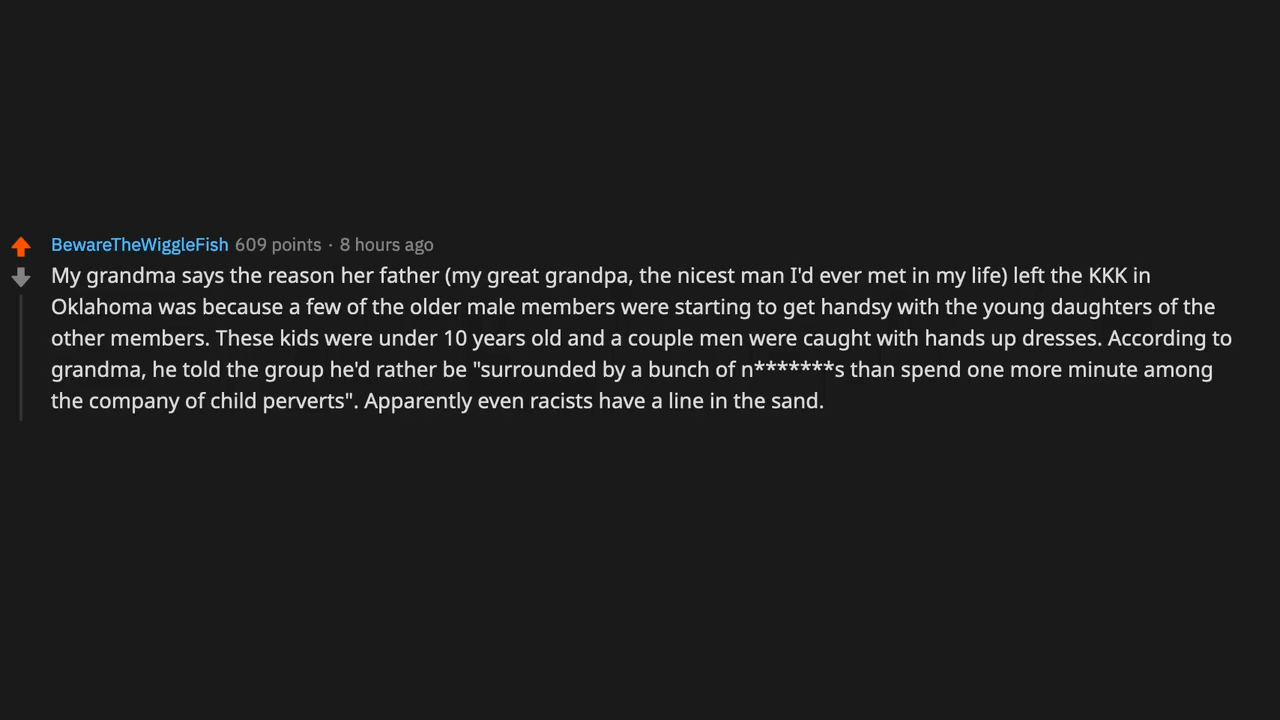 BewareTheWiggleFish 609 points · 8 hours ago
My grandma says the reason her father (my great grandpa, the nicest man I'd ever met in my life) left the KKK in
Oklahoma was because a few of the older male members were starting to get handsy with the young daughters of the
other members. These kids were under 10 years old and a couple men were caught with hands up dresses. According to
grandma, he told the group he'd rather be "surrounded by a bunch of n*******s than spend one more minute among
the company of child perverts". Apparently even racists have a line in the sand.